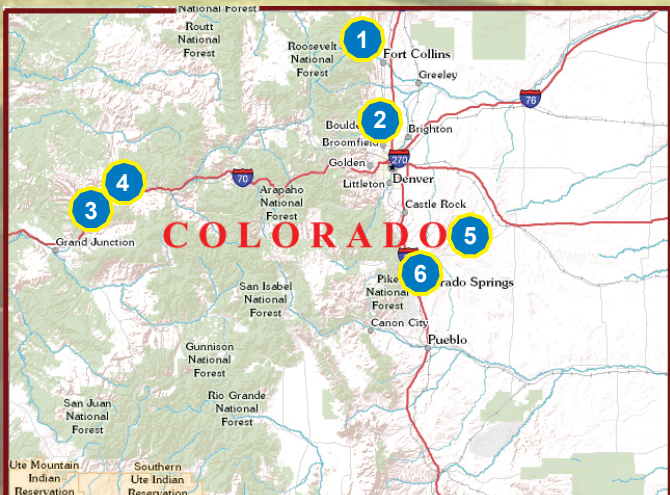 National Forest
Routt
National
Forest
Roosevelt
National
Forest
1
Fort Collins
Greeley
76
2
Boulde
Brighton
Broomfield
270
Golden
Denver
Littleton
70
4
3
Arapaho
National
Forest
Castle Rock
COLORADO
5
Grand Junction
6
Pike
National
Forest
rado Springs
San Isabel
National
Forest
Canon City
Pueblo
Gunnison
National
Forest
Rio Grande
National
Forest
San Juan
National
Forest
Ute Mountain
Indian
Reservation
Southern
Ute Indian
Reservation